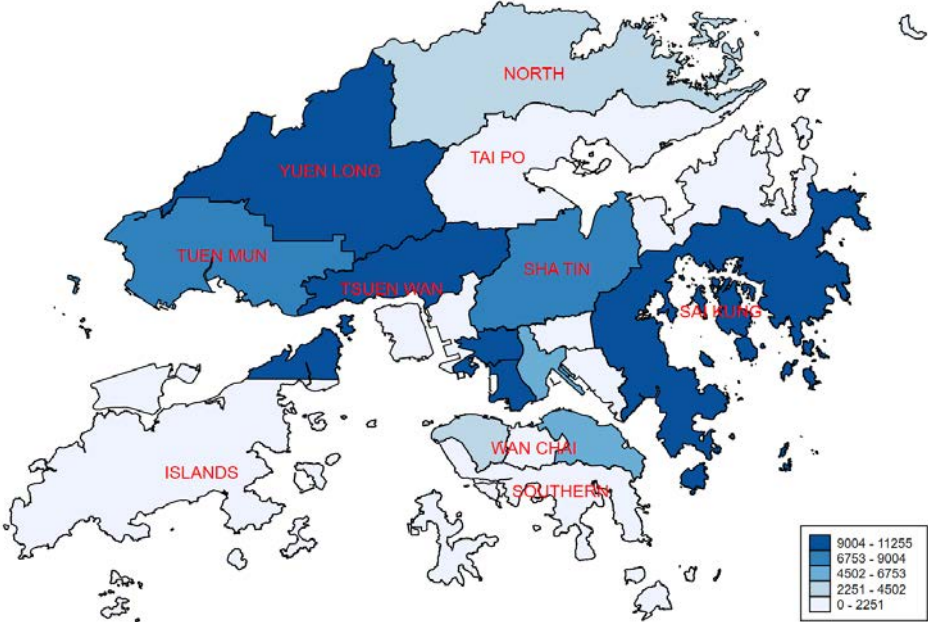 NORTH
TAI PO
YUEN LONG
TUEN MUN
SHA TIN
TSUEN WAN
SAI KUNG
WAN CHAI
ISLANDS
SOUTHERN
9004 - 11255
6753 - 9004
4502 - 6753
2251 - 4502
0 - 2251